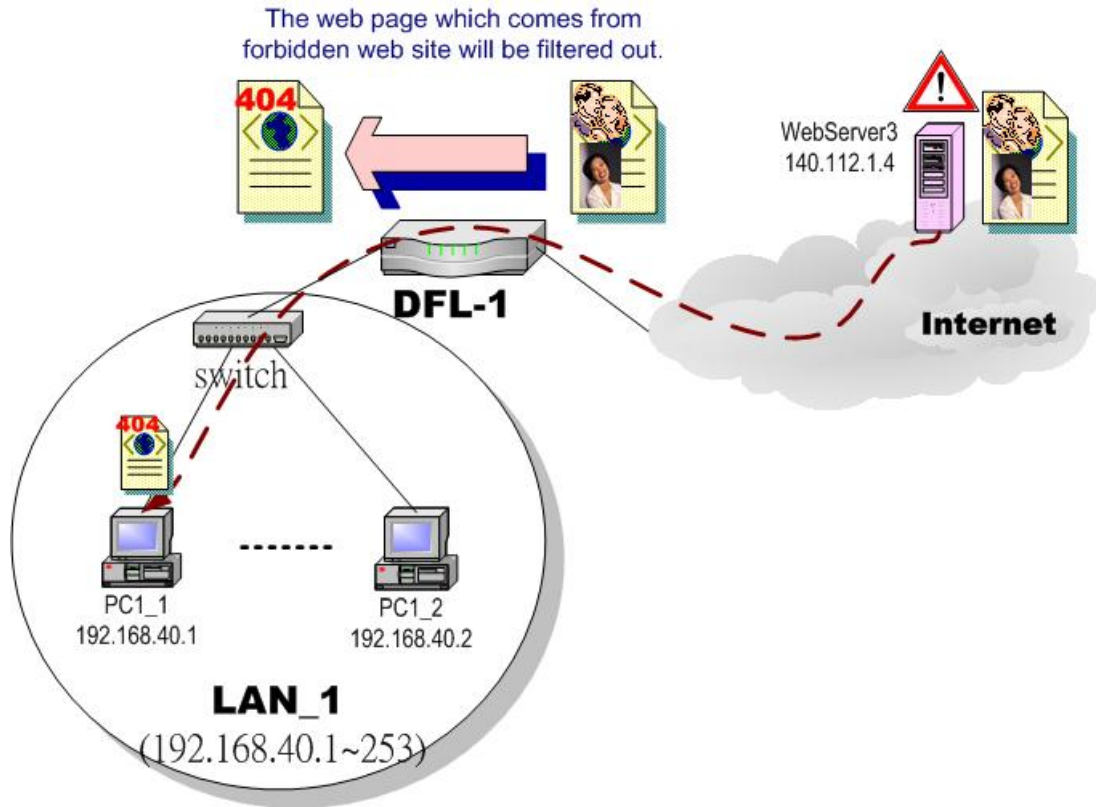 The web page which comes from
forbidden web site will be filtered out.
404
WebServer3
140.112.1.4
DFL-1
Internet
switch
404
PC1_1
192.168.40.1
PC1_2
192.168.40.2
LAN_1
(192.168.40.1~253)